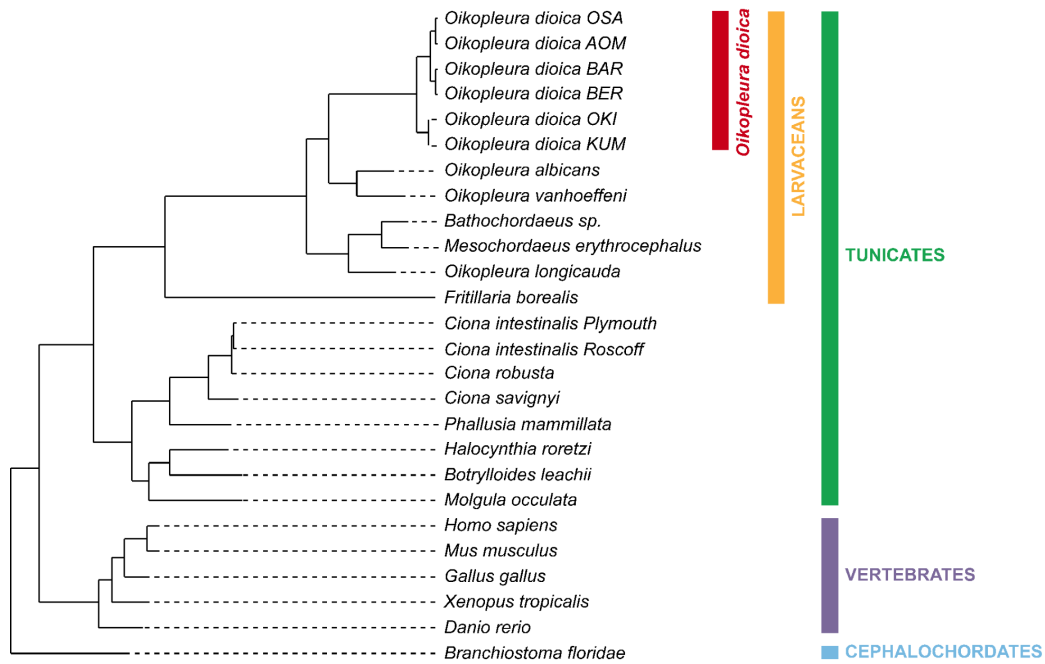 Oikopleura dioica OSA
Oikopleura dioica AOM
Oikopleura dioica BAR
Oikopleura dioica BER
Oikopleura dioica OKI
Oikopleura dioica KUM
Oikopleura albicans
Oikopleura vanhoeffeni
Bathochordaeus sp.
Mesochordaeus erythrocephalus
Oikopleura longicauda
Fritillaria borealis
Ciona intestinalis Plymouth
Ciona intestinalis Roscoff
Ciona robusta
Ciona savignyi
Phallusia mammillata
Halocynthia roretzi
Botrylloides leachii
Molgula occulata
Homo sapiens
Mus musculus
Gallus gallus
Xenopus tropicalis
Danio rerio
Branchiostoma floridae
Oikopleura dioica
LARVACEANS
TUNICATES
VERTEBRATES
CEPHALOCHORDATES